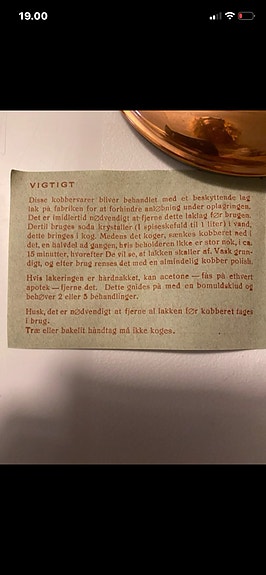 19.00
VIGTIGT
Disse kobbervarer bliver behandlet med et beskyttende lag
lak på fabriken for at forhindre anløbning under oplagringen.
Det er imidlertid nødvendigt at fjerne dette laklag før brugen.
Dertil bruges soda krystaller (1 spiseskefuld til 1 liter) i vand,
dette bringes i kog. Medens det koger, sænkes kobberet ned i
det, en halvdel ad gangen, hvis beholderen ikke er stor nok, i ca.
15 minutter, hvorefter De vil se, at lakken skaller af. Vask grun-
digt, og efter brug renses det med en almindelig kobber polish.
Hvis lakeringen er hardnakket, kan acetone — fås på ethvert
apotek — fjerne det. Dette gnides på med en bomuldsklud og
behøver 2 eller 3 behandlinger.
Husk, det er nødvendigt at fjerne al lakken før kobberet tages
i brug.
Træ eller bakelit håndtag må ikke koges.